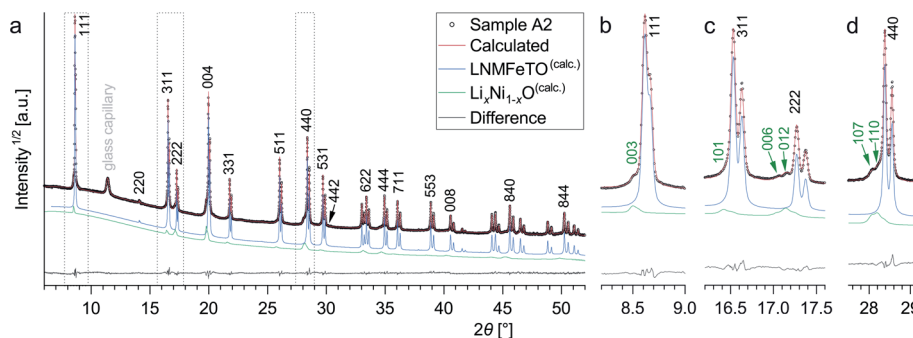 a
Intensity^1/2 [a.u.]
111
glass capillary
220
311
222
004
331
511
440
531
442
622
444
711
553
008
840
844
Sample A2
Calculated
LNMFeTO^(calc.)
Li_xNi_1-xO^(calc.)
Difference
5 10 15 20 25 30 35 40 45 50
2θ [°]
b
111
003
8.5 9.0
c
311
222
101
006
012
16.5 17.0 17.5
d
440
107
110
28 29